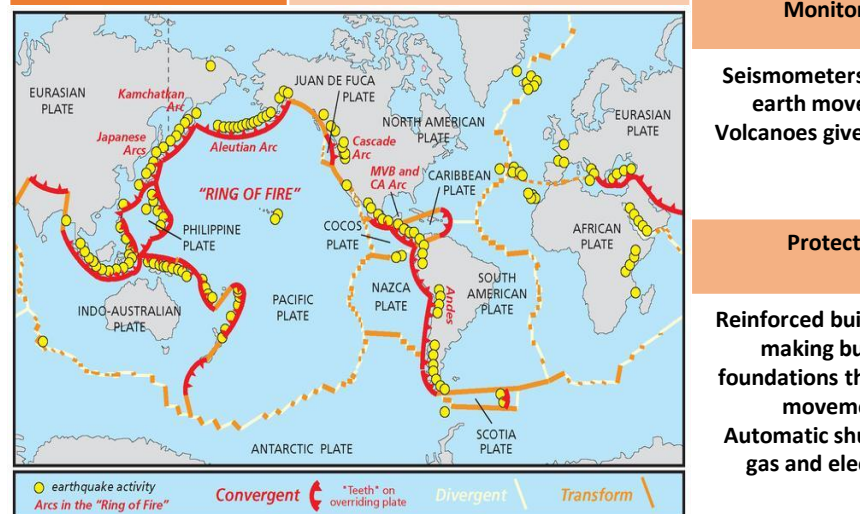 EURASIAN
PLATE
Kamchatkan
Arc
Japanese
Arcs
Aleutian Arc
JUAN DE FUCA
PLATE
NORTH AMERICAN
PLATE
Cascade
Arc
EURASIAN
PLATE
"RING OF FIRE"
MVB and
CA Arc
CARIBBEAN
PLATE
PHILIPPINE
PLATE
COCOS
PLATE
AFRICAN
PLATE
INDO-AUSTRALIAN
PLATE
PACIFIC
PLATE
NAZCA
PLATE
Andes
SOUTH
AMERICAN
PLATE
ANTARCTIC PLATE
SCOTIA
PLATE
earthquake activity
Arcs in the "Ring of Fire"
Convergent
"Teeth" on
overriding plate
Divergent
Transform
Monitor
Seismometers
earth move
Volcanoes give
Protect
Reinforced bui
making bu
foundations th
movem
Automatic shu
gas and elec